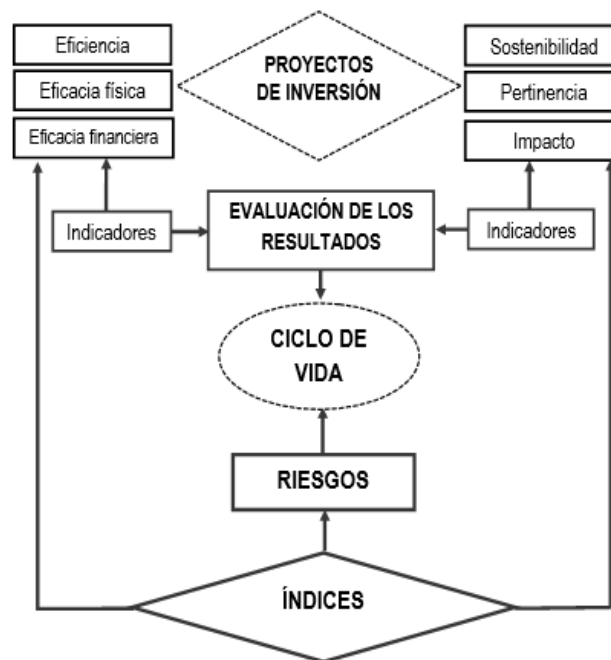 Eficiencia
Eficacia física
Eficacia financiera
PROYECTOS
DE INVERSIÓN
Sostenibilidad
Pertinencia
Impacto
Indicadores
EVALUACIÓN DE LOS
RESULTADOS
Indicadores
CICLO DE
VIDA
RIESGOS
ÍNDICES